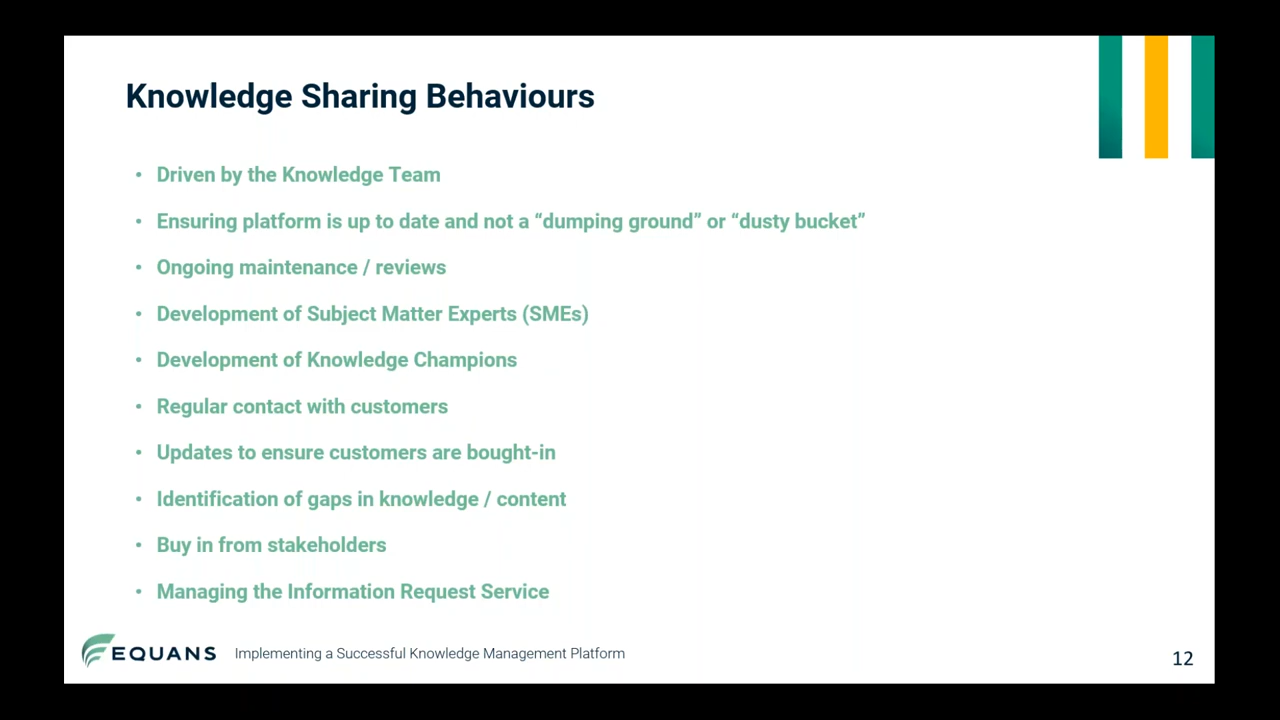 Knowledge Sharing Behaviours
• Driven by the Knowledge Team
• Ensuring platform is up to date and not a “dumping ground” or “dusty bucket”
• Ongoing maintenance / reviews
• Development of Subject Matter Experts (SMEs)
• Development of Knowledge Champions
• Regular contact with customers
• Updates to ensure customers are bought-in
• Identification of gaps in knowledge / content
• Buy in from stakeholders
• Managing the Information Request Service
EQUANS Implementing a Successful Knowledge Management Platform
12